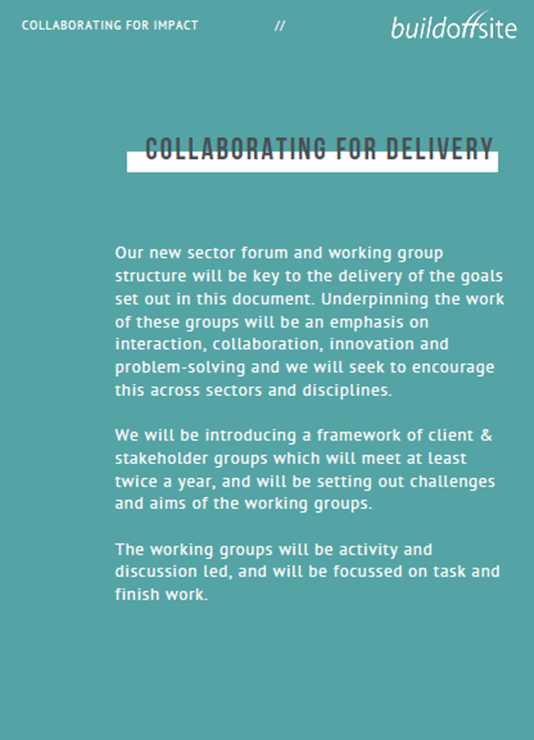 COLLABORATING FOR IMPACT // buildoffsite
COLLABORATING FOR DELIVERY
Our new sector forum and working group
structure will be key to the delivery of the goals
set out in this document. Underpinning the work
of these groups will be an emphasis on
interaction, collaboration, innovation and
problem-solving and we will seek to encourage
this across sectors and disciplines.
We will be introducing a framework of client &
stakeholder groups which will meet at least
twice a year, and will be setting out challenges
and aims of the working groups.
The working groups will be activity and
discussion led, and will be focussed on task and
finish work.